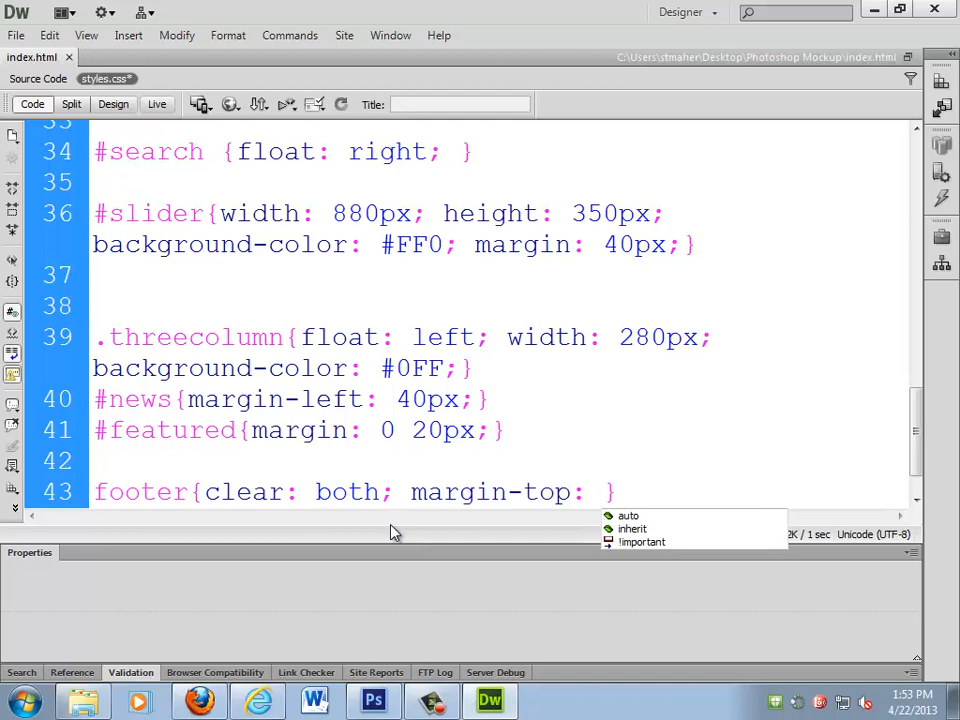 Dw
Designer
File Edit View Insert Modify Format Commands Site Window Help
index.html C:\Users\stmaher\Desktop\Photoshop Mockup\index.html
Source Code styles.css*
Code Split Design Live Title:
33
34 #search {float: right; }
35
36 #slider{width: 880px; height: 350px;
background-color: #FF0; margin: 40px;}
37
38
39 .threecolumn{float: left; width: 280px;
background-color: #0FF;}
40 #news{margin-left: 40px;}
41 #featured{margin: 0 20px;}
42
43 footer{clear: both; margin-top: }
auto
inherit
!important
2K / 1 sec Unicode (UTF-8)
Properties
Search Reference Validation Browser Compatibility Link Checker Site Reports FTP Log Server Debug
W Ps Dw
1:53 PM
4/22/2013